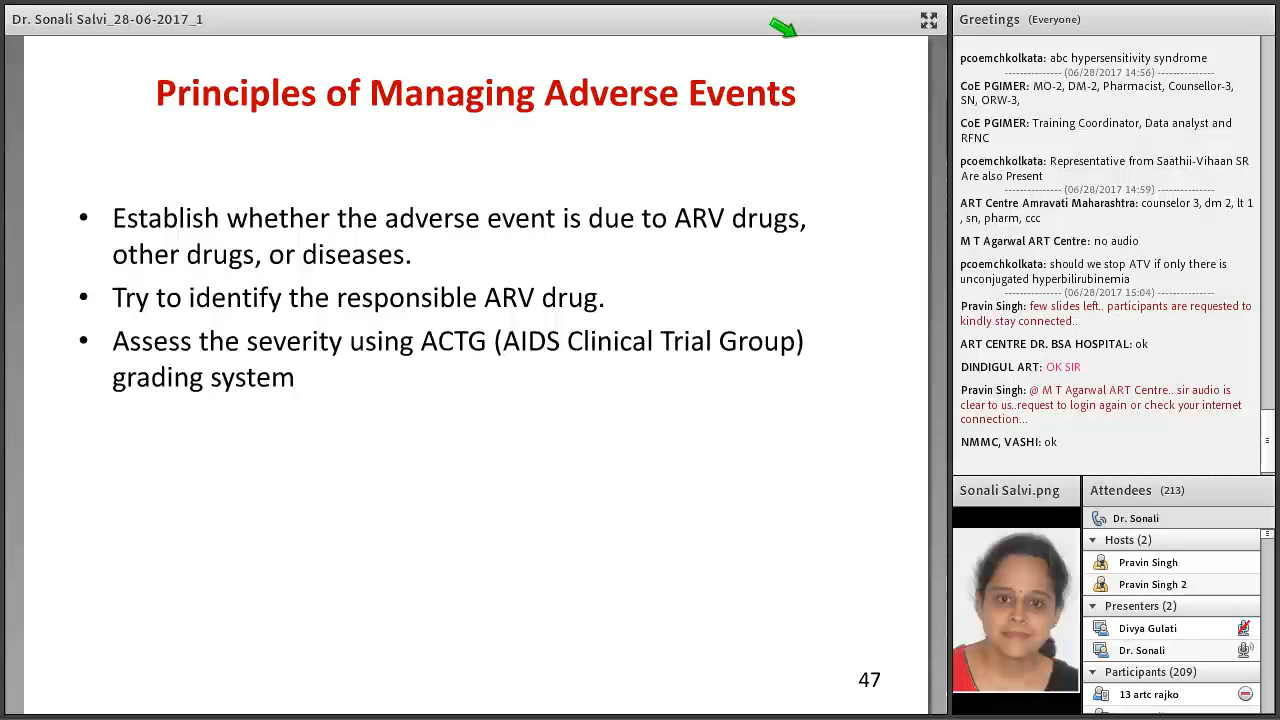 Dr. Sonali Salvi_28-06-2017_1
Principles of Managing Adverse Events
• Establish whether the adverse event is due to ARV drugs,
other drugs, or diseases.
• Try to identify the responsible ARV drug.
• Assess the severity using ACTG (AIDS Clinical Trial Group)
grading system
47
Greetings (Everyone)
pcoemchkolkata: abc hypersensitivity syndrome
--------------- (06/28/2017 14:56) ---------------
CoE PGIMER: MO-2, DM-2, Pharmacist, Counsellor-3,
SN, ORW-3,
CoE PGIMER: Training Coordinator, Data analyst and
RFNC
pcoemchkolkata: Representative from Saathii-Vihaan SR
Are also Present
--------------- (06/28/2017 14:59) ---------------
ART Centre Amravati Maharashtra: counselor 3, dm 2, lt 1
, sn, pharm, ccc
M T Agarwal ART Centre: no audio
pcoemchkolkata: should we stop ATV if only there is
unconjugated hyperbilirubinemia
--------------- (06/28/2017 15:04) ---------------
Pravin Singh: few slides left.. participants are requested to
kindly stay connected..
ART CENTRE DR. BSA HOSPITAL: ok
DINDIGUL ART: OK SIR
Pravin Singh: @ M T Agarwal ART Centre.. sir audio is
clear to us..request to login again or check your internet
connection...
NMMC, VASHI: ok
Sonali Salvi.png
Attendees (213)
Dr. Sonali
Hosts (2)
Pravin Singh
Pravin Singh 2
Presenters (2)
Divya Gulati
Dr. Sonali
Participants (209)
13 artc rajko